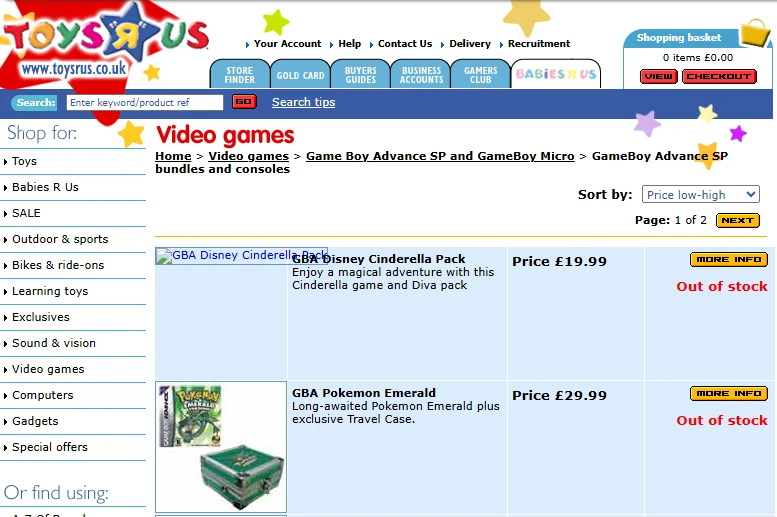 TOYS R US
www.toysrus.co.uk
Your Account
Help
Contact Us
Delivery
Recruitment
Shopping basket
0 items £0.00
VIEW
CHECKOUT
STORE
FINDER
GOLD CARD
BUYERS
GUIDES
BUSINESS
ACCOUNTS
GAMERS
CLUB
BABIES R US
Search:
Enter keyword/product ref
GO
Search tips
Shop for:
Toys
Babies R Us
SALE
Outdoor & sports
Bikes & ride-ons
Learning toys
Exclusives
Sound & vision
Video games
Computers
Gadgets
Special offers
Or find using:
Video games
Home > Video games > Game Boy Advance SP and GameBoy Micro > GameBoy Advance SP
bundles and consoles
Sort by:
Price low-high
Page: 1 of 2
NEXT
GBA Disney Cinderella Pack
GBA Disney Cinderella Pack
Enjoy a magical adventure with this
Cinderella game and Diva pack
Price £19.99
MORE INFO
Out of stock
GAME BOY ADVANCE
POKéMON
EMERALD
GBA Pokemon Emerald
Long-awaited Pokemon Emerald plus
exclusive Travel Case.
Price £29.99
MORE INFO
Out of stock